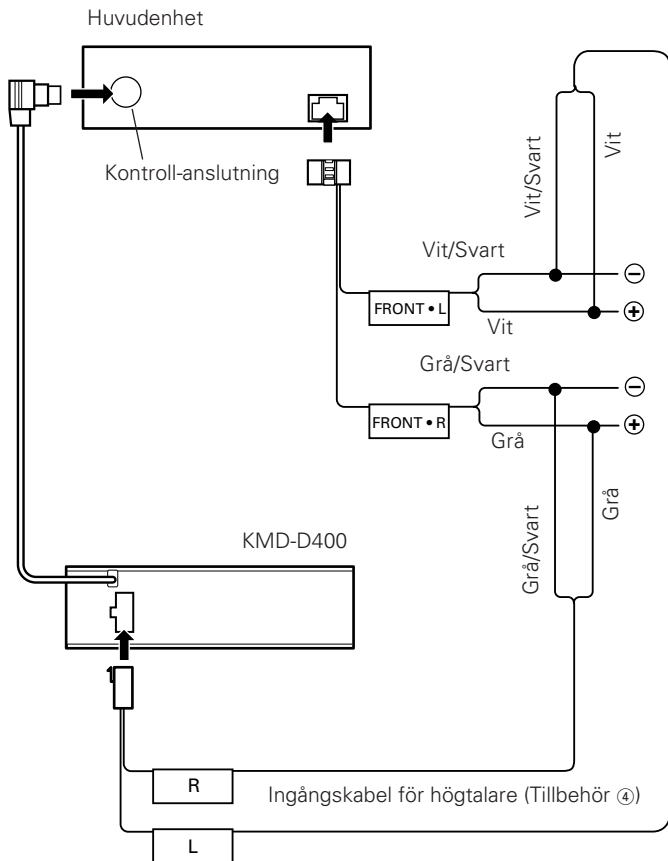 Huvudenhet
Kontroll-anslutning
Vit/Svart
Vit
Vit/Svart
⊖
FRONT • L
⊕
Vit
Grå/Svart
⊖
FRONT • R
⊕
Grå
Grå/Svart
Grå
KMD-D400
R
Ingångskabel för högtalare (Tillbehör ④)
L